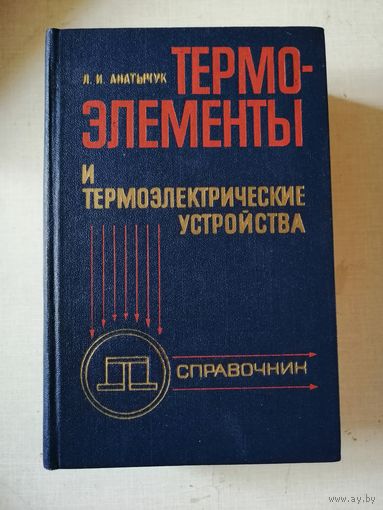 Л. И. АНАТЫЧУК
ТЕРМО-
ЭЛЕМЕНТЫ
И
ТЕРМОЭЛЕКТРИЧЕСКИЕ
УСТРОЙСТВА
СПРАВОЧНИК
www.ay.by